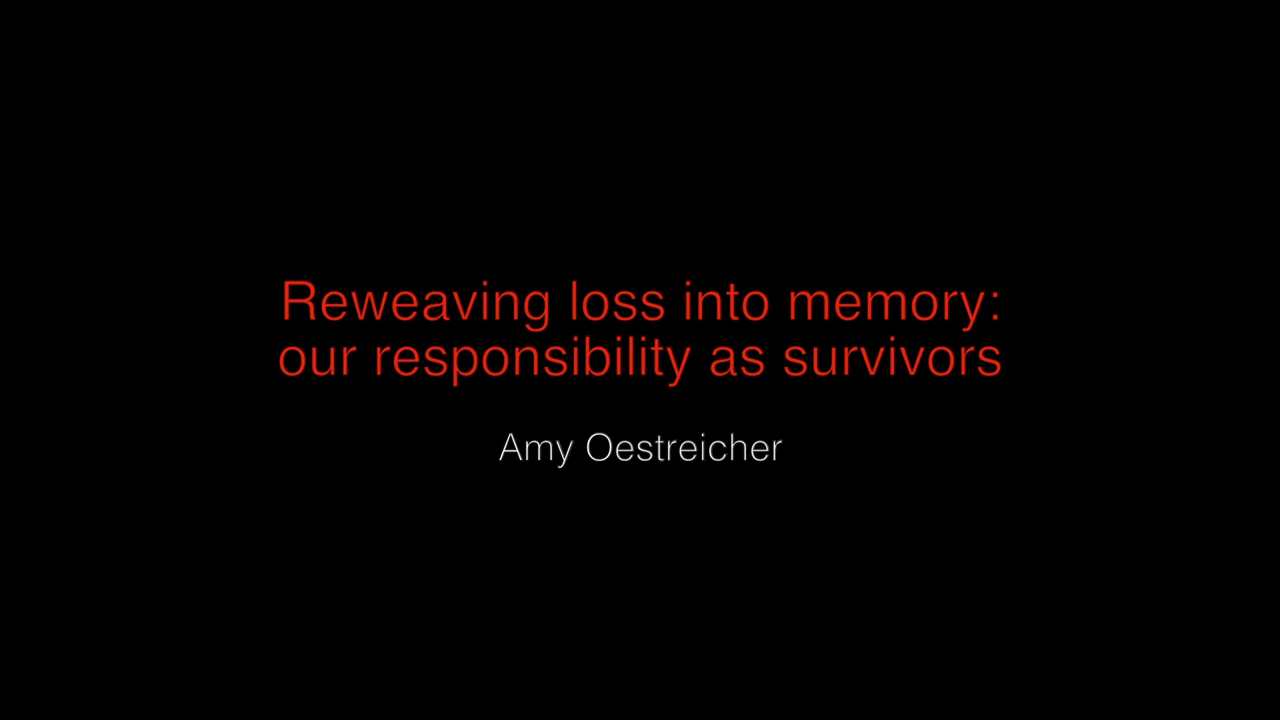 Reweaving loss into memory:
our responsibility as survivors
Amy Oestreicher